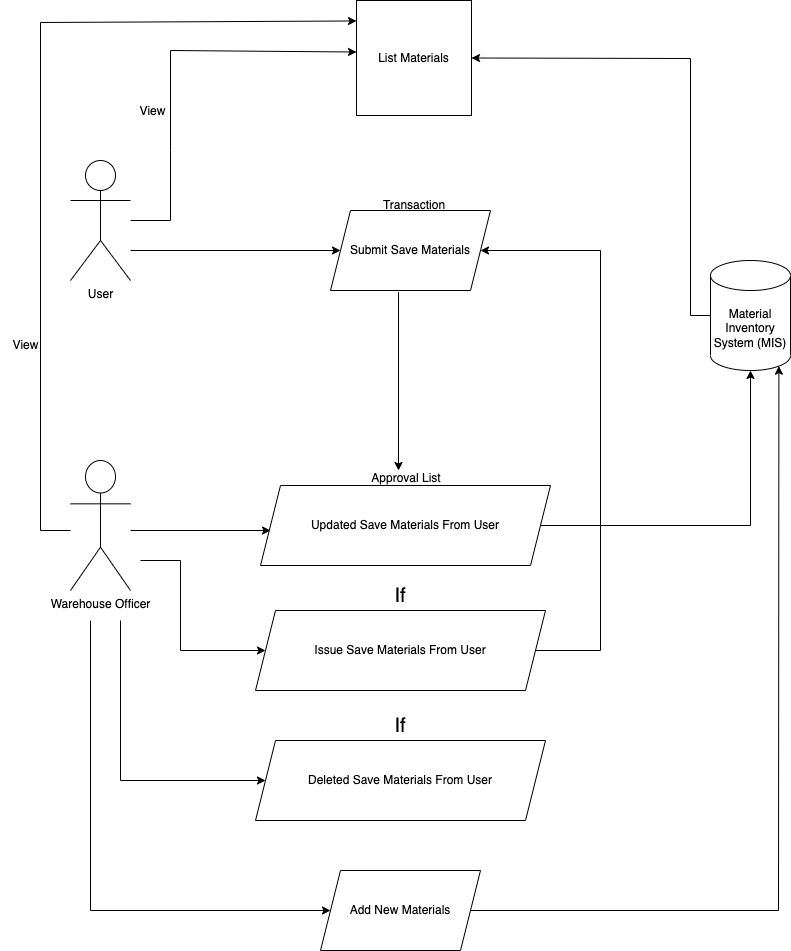 List Materials
View
Transaction
Submit Save Materials
User
Material
Inventory
System (MIS)
View
Approval List
Updated Save Materials From User
If
Warehouse Officer
Issue Save Materials From User
If
Deleted Save Materials From User
Add New Materials